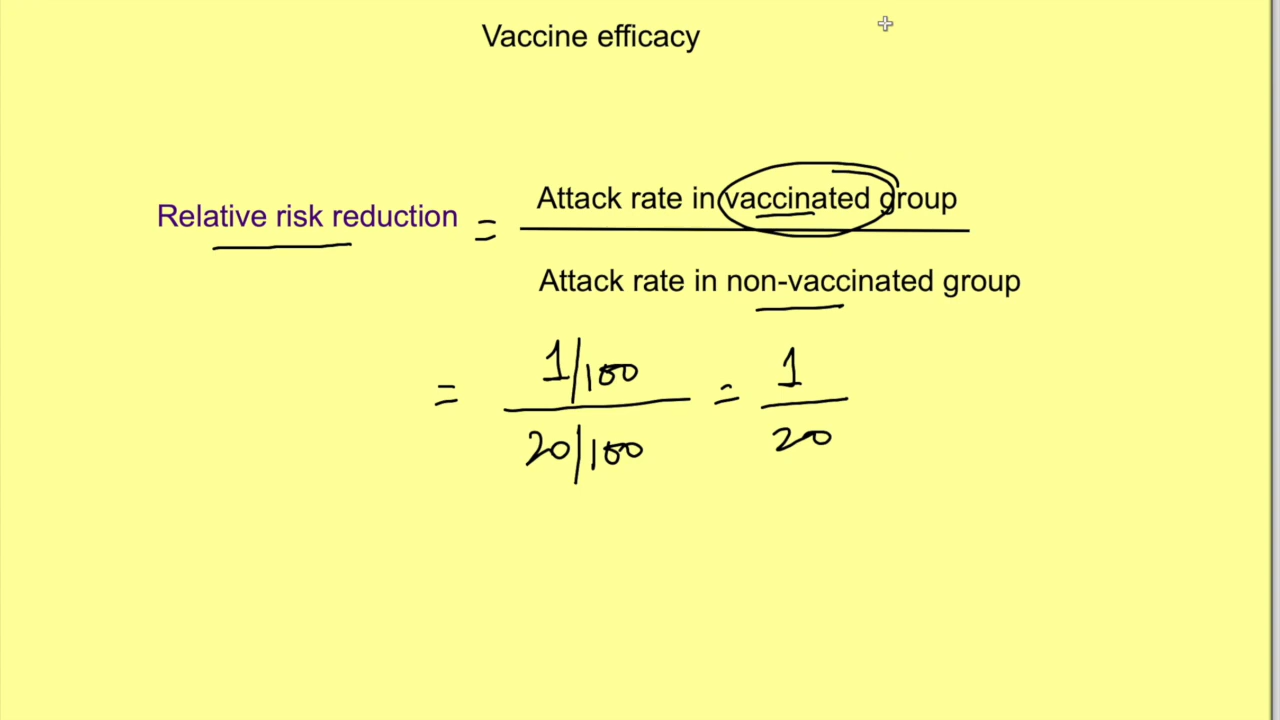 Vaccine efficacy
Relative risk reduction = Attack rate in vaccinated group
Attack rate in non-vaccinated group
= 1/100 = 1
20/100 20